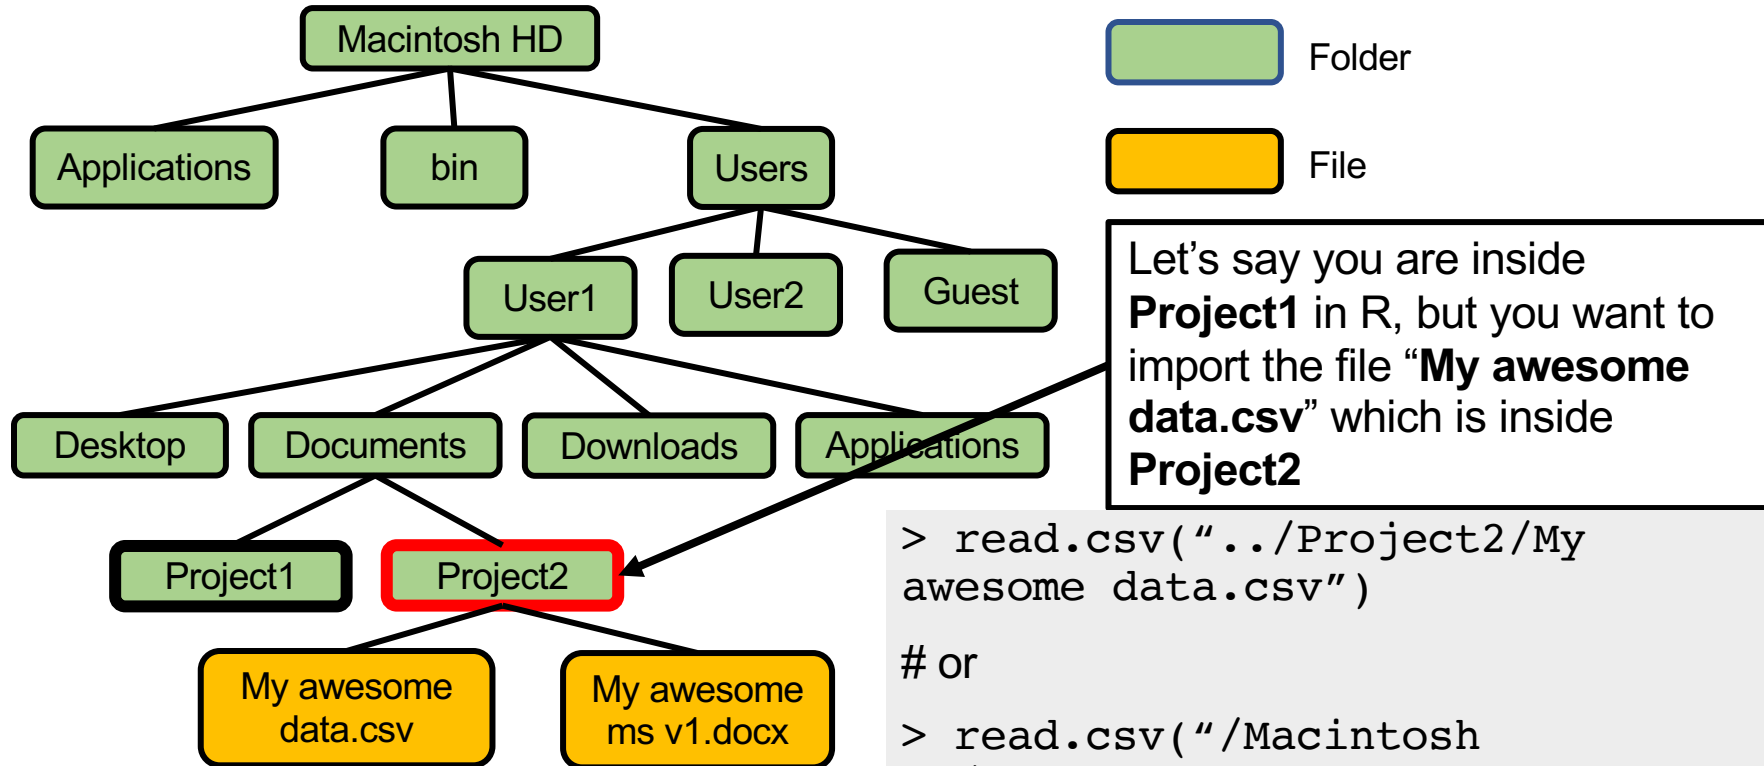 Macintosh HD
Folder
Applications
bin
Users
File
User1
User2
Guest
Let’s say you are inside
Project1 in R, but you want to
import the file “My awesome
data.csv” which is inside
Project2
Desktop
Documents
Downloads
Applications
Project1
Project2
My awesome
data.csv
My awesome
ms v1.docx
> read.csv(“../Project2/My
awesome data.csv”)
# or
> read.csv(“/Macintosh